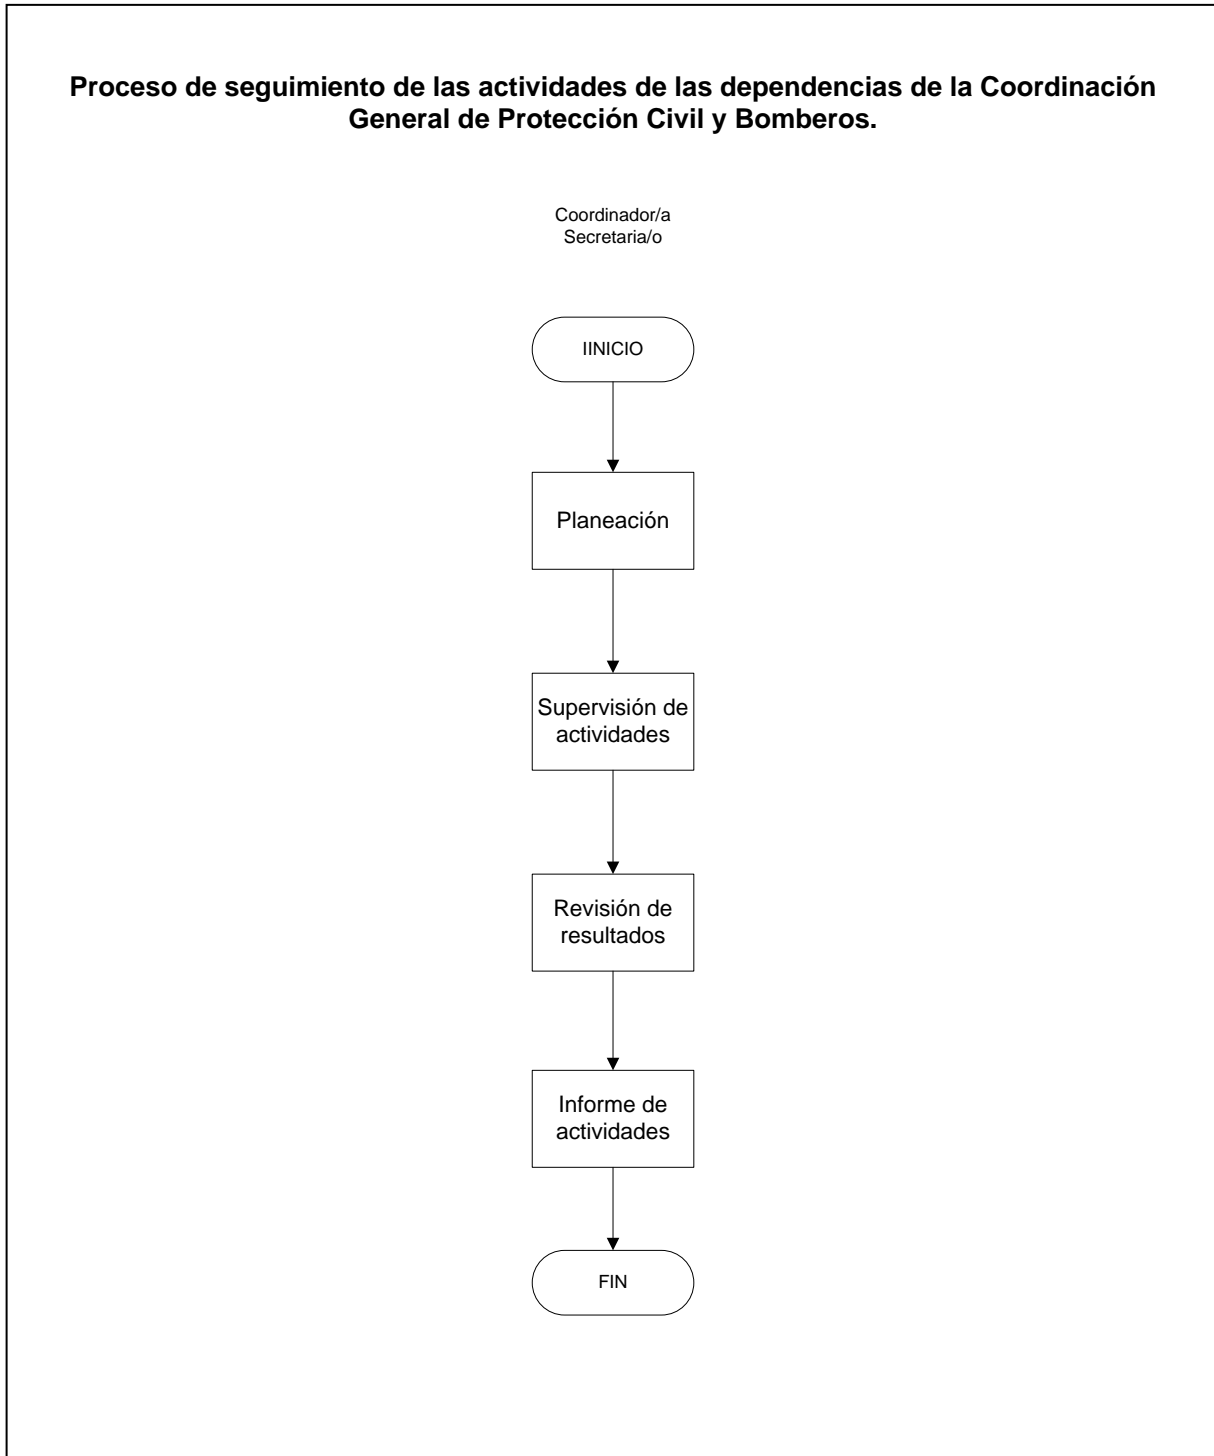 Proceso de seguimiento de las actividades de las dependencias de la Coordinación
General de Protección Civil y Bomberos.
Coordinador/a
Secretaria/o
IINICIO
Planeación
Supervisión de
actividades
Revisión de
resultados
Informe de
actividades
FIN